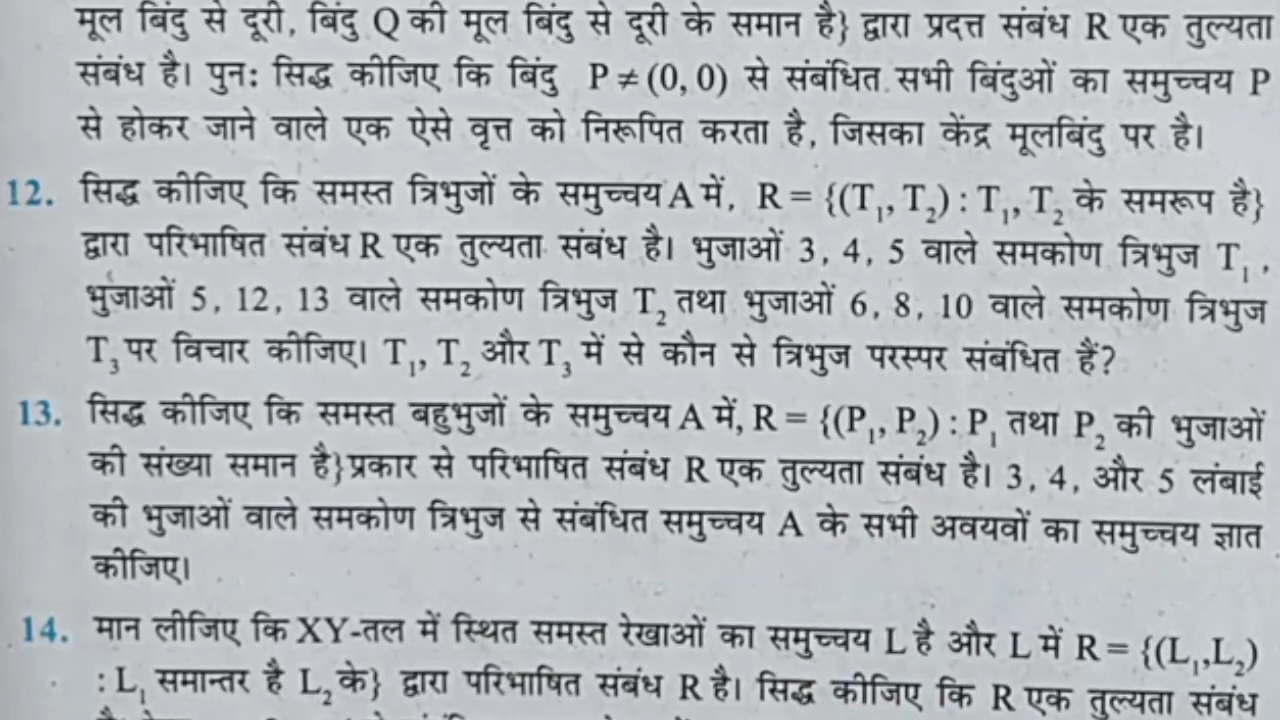 मूल बिंदु से दूरी, बिंदु Q की मूल बिंदु से दूरी के समान है} द्वारा प्रदत्त संबंध R एक तुल्यता
संबंध है। पुनः सिद्ध कीजिए कि बिंदु P ≠ (0, 0) से संबंधित सभी बिंदुओं का समुच्चय P
से होकर जाने वाले एक ऐसे वृत्त को निरूपित करता है, जिसका केंद्र मूलबिंदु पर है।
12. सिद्ध कीजिए कि समस्त त्रिभुजों के समुच्चय A में, R = {(T₁, T₂) : T₁, T₂ के समरूप है}
द्वारा परिभाषित संबंध R एक तुल्यता संबंध है। भुजाओं 3, 4, 5 वाले समकोण त्रिभुज T₁,
भुजाओं 5, 12, 13 वाले समकोण त्रिभुज T₂ तथा भुजाओं 6, 8, 10 वाले समकोण त्रिभुज
T₃ पर विचार कीजिए। T₁, T₂ और T₃ में से कौन से त्रिभुज परस्पर संबंधित हैं?
13. सिद्ध कीजिए कि समस्त बहुभुजों के समुच्चय A में, R = {(P₁, P₂) : P₁ तथा P₂ की भुजाओं
की संख्या समान है} प्रकार से परिभाषित संबंध R एक तुल्यता संबंध है। 3, 4, और 5 लंबाई
की भुजाओं वाले समकोण त्रिभुज से संबंधित समुच्चय A के सभी अवयवों का समुच्चय ज्ञात
कीजिए।
14. मान लीजिए कि XY-तल में स्थित समस्त रेखाओं का समुच्चय L है और L में R = {(L₁,L₂)
: L₁ समान्तर है L₂ के} द्वारा परिभाषित संबंध R है। सिद्ध कीजिए कि R एक तुल्यता संबंध